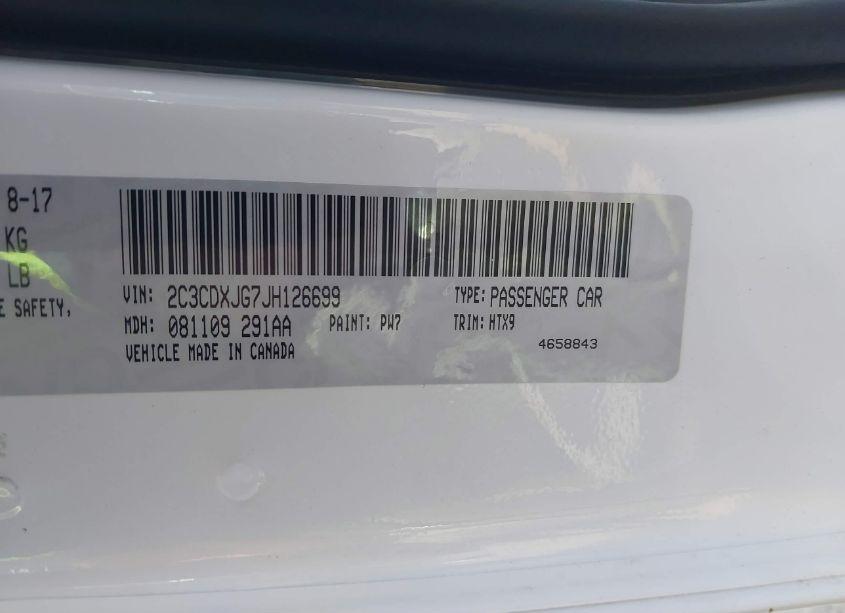 8-17
KG
LB
E SAFETY,
VIN: 2C3CDXJG7JH126699 TYPE: PASSENGER CAR
MDH: 081109 291AA PAINT: PW7 TRIM: HTX9
VEHICLE MADE IN CANADA 4658843